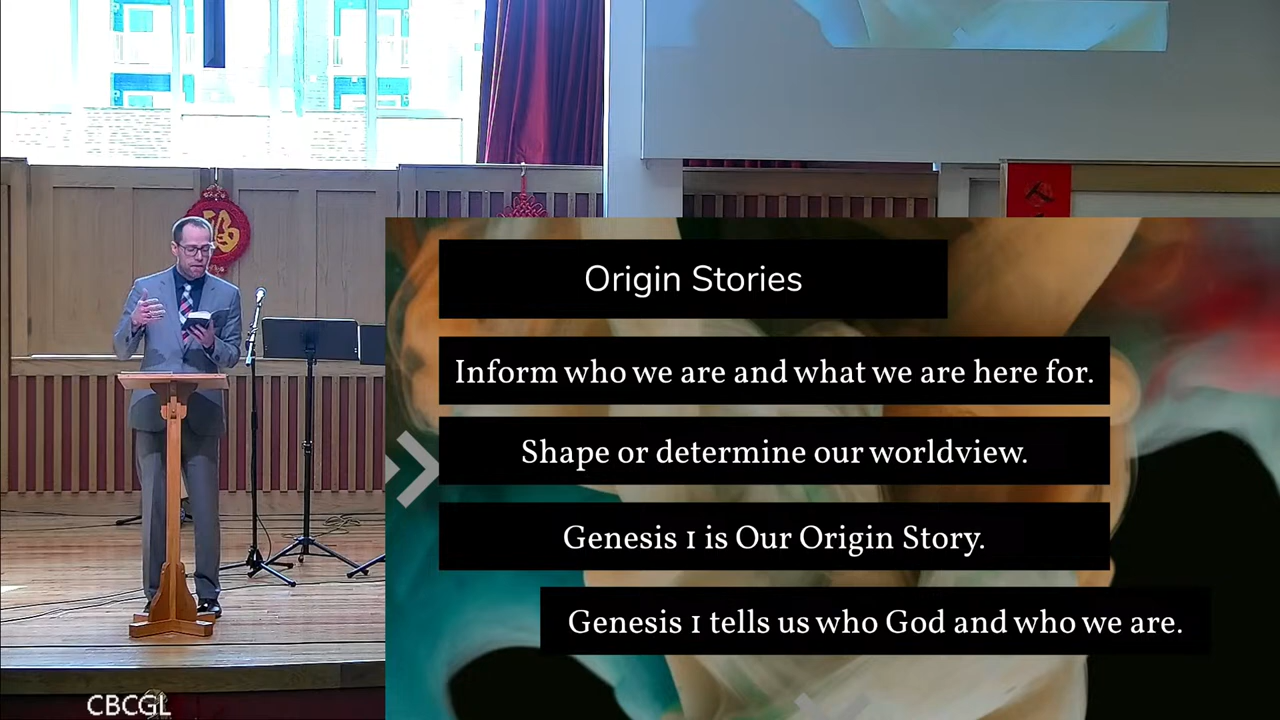 福
Origin Stories
Inform who we are and what we are here for.
Shape or determine our worldview.
Genesis 1 is Our Origin Story.
Genesis 1 tells us who God and who we are.
CBCGL